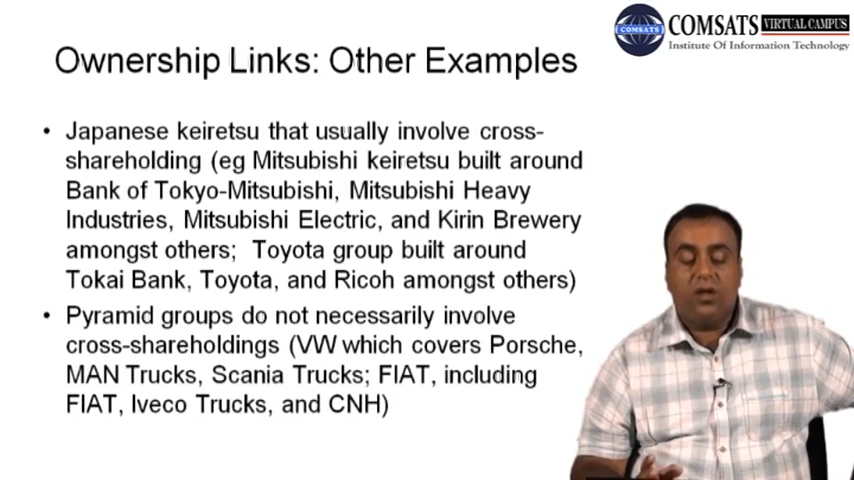 COMSATS
COMSATS VIRTUAL CAMPUS
Institute Of Information Technology
Ownership Links: Other Examples
• Japanese keiretsu that usually involve cross-
shareholding (eg Mitsubishi keiretsu built around
Bank of Tokyo-Mitsubishi, Mitsubishi Heavy
Industries, Mitsubishi Electric, and Kirin Brewery
amongst others; Toyota group built around
Tokai Bank, Toyota, and Ricoh amongst others)
• Pyramid groups do not necessarily involve
cross-shareholdings (VW which covers Porsche,
MAN Trucks, Scania Trucks; FIAT, including
FIAT, Iveco Trucks, and CNH)